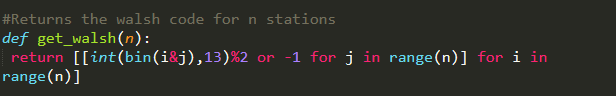 #Returns the walsh code for n stations
def get_walsh(n):
 return [[int(bin(i&j),13)%2 or -1 for j in range(n)] for i in
range(n)]